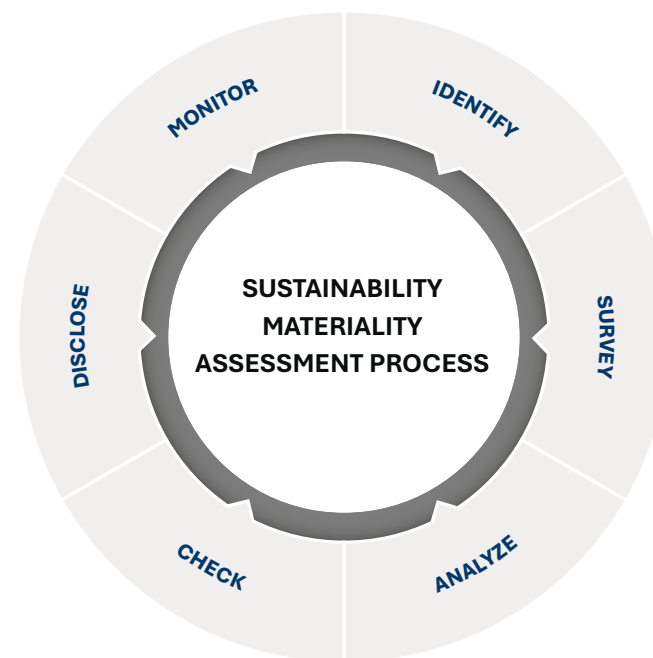 SUSTAINABILITY
MATERIALITY
ASSESSMENT PROCESS
IDENTIFY
SURVEY
ANALYZE
CHECK
DISCLOSE
MONITOR